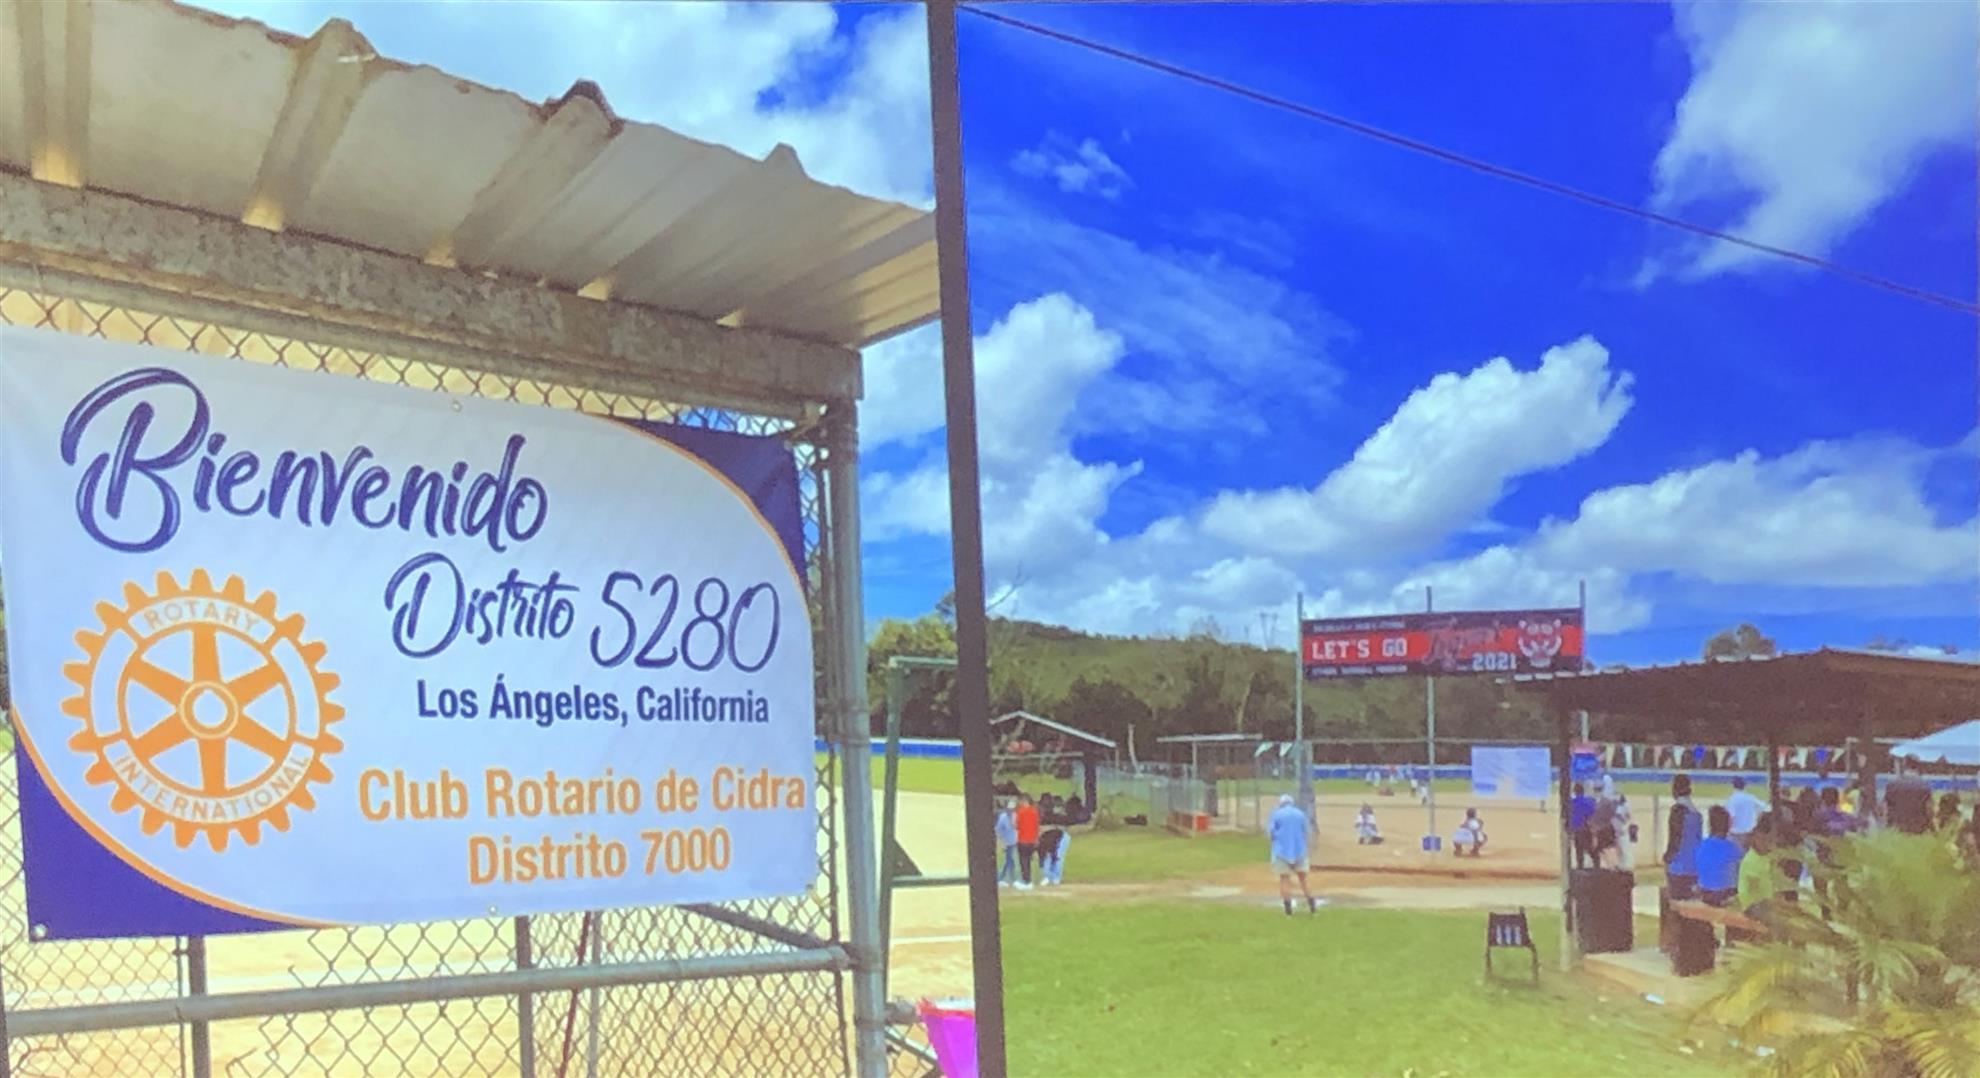 Bienvenido
Distrito 5280
Los Ángeles, California
ROTARY
INTERNATIONAL
Club Rotario de Cidra
Distrito 7000
LET'S GO
2021